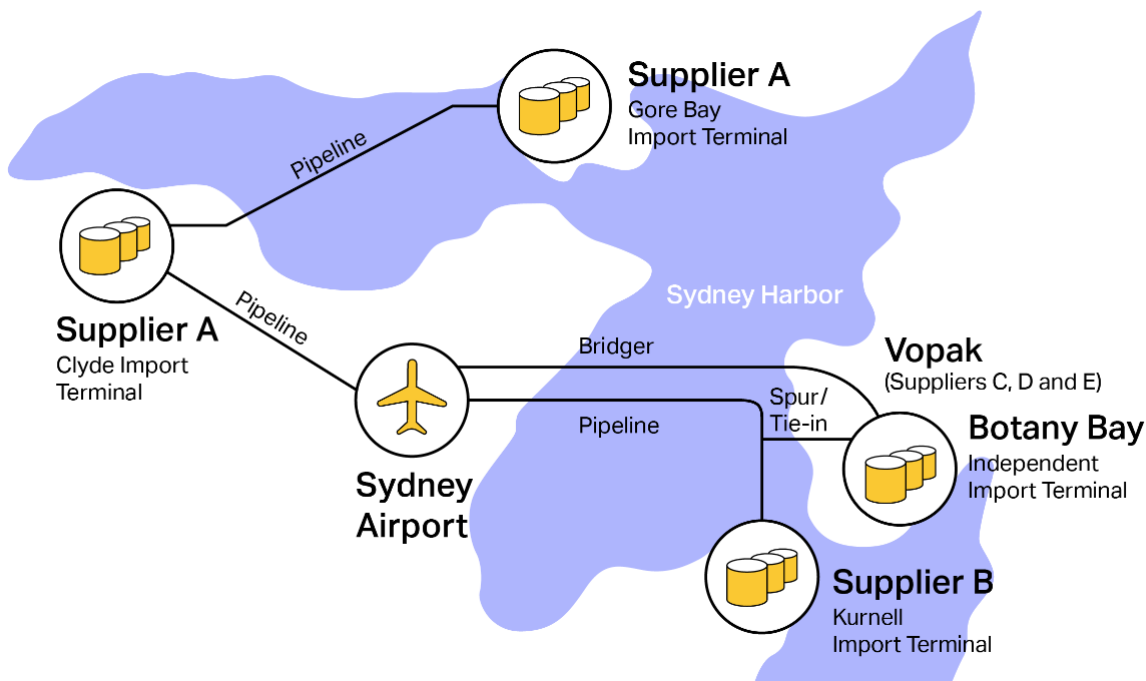 Supplier A
Gore Bay
Import Terminal
Pipeline
Supplier A
Clyde Import
Terminal
Pipeline
Sydney Harbor
Bridger
Vopak
(Suppliers C, D and E)
Spur/
Tie-in
Pipeline
Botany Bay
Independent
Import Terminal
Sydney
Airport
Supplier B
Kurnell
Import Terminal